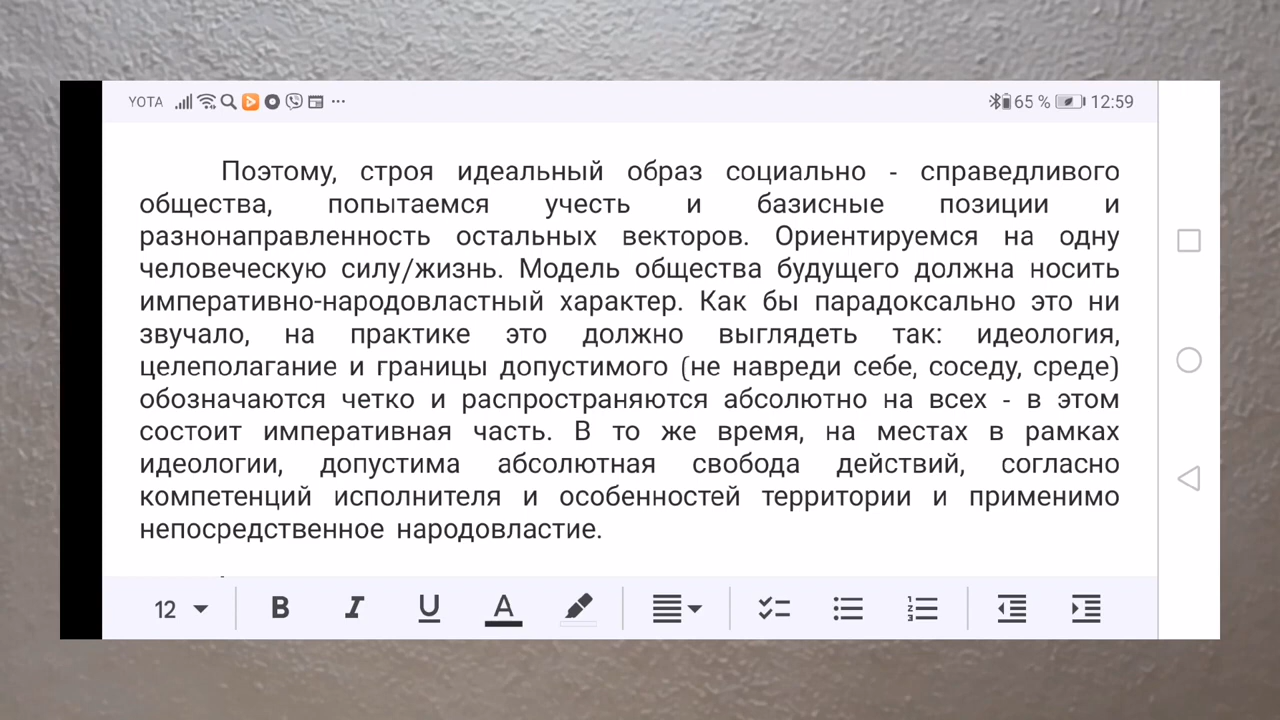 YOTA 65 % 12:59
Поэтому, строя идеальный образ социально - справедливого
общества, попытаемся учесть и базисные позиции и
разнонаправленность остальных векторов. Ориентируемся на одну
человеческую силу/жизнь. Модель общества будущего должна носить
императивно-народовластный характер. Как бы парадоксально это ни
звучало, на практике это должно выглядеть так: идеология,
целеполагание и границы допустимого (не навреди себе, соседу, среде)
обозначаются четко и распространяются абсолютно на всех - в этом
состоит императивная часть. В то же время, на местах в рамках
идеологии, допустима абсолютная свобода действий, согласно
компетенций исполнителя и особенностей территории и применимо
непосредственное народовластие.
12 B I U A